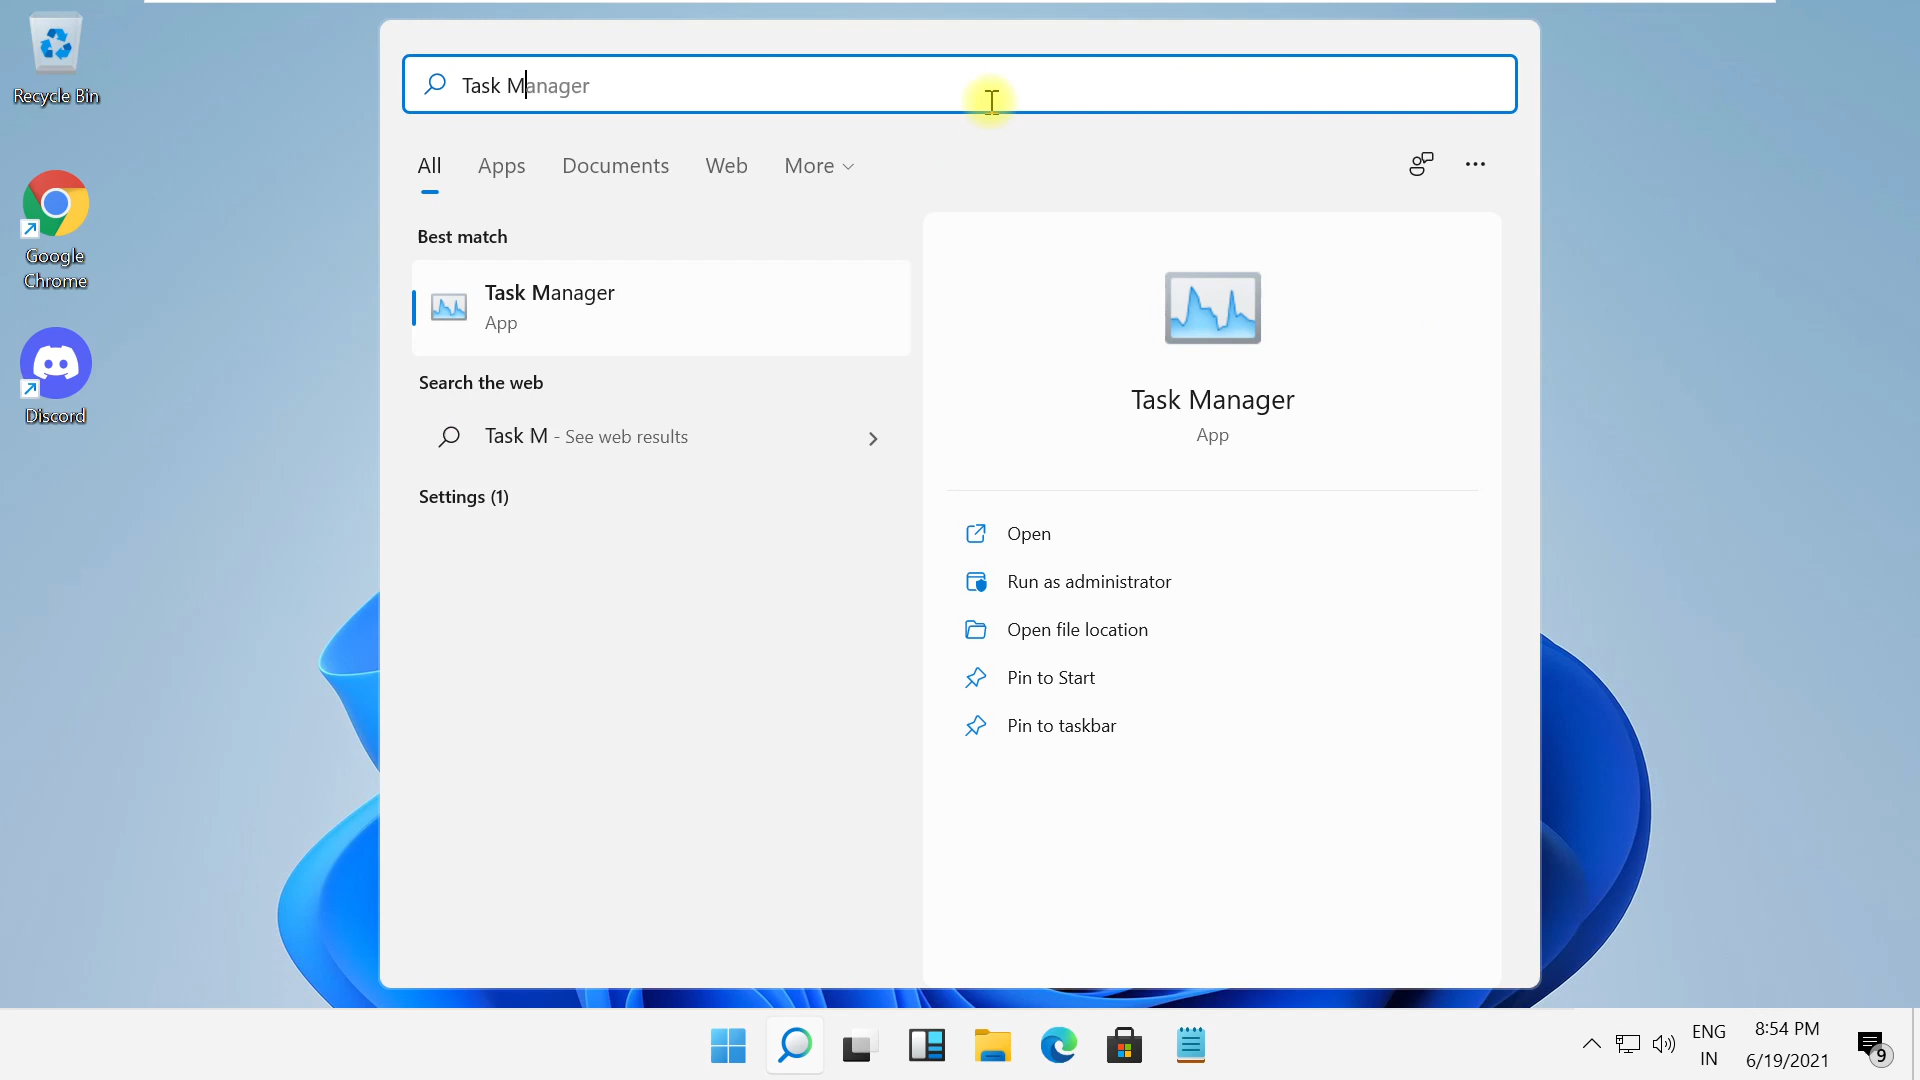 Recycle Bin
Google
Chrome
Discord
Task Manager
All Apps Documents Web More
Best match
Task Manager
App
Search the web
Task M - See web results
Settings (1)
Task Manager
App
Open
Run as administrator
Open file location
Pin to Start
Pin to taskbar
ENG
IN
8:54 PM
6/19/2021
9